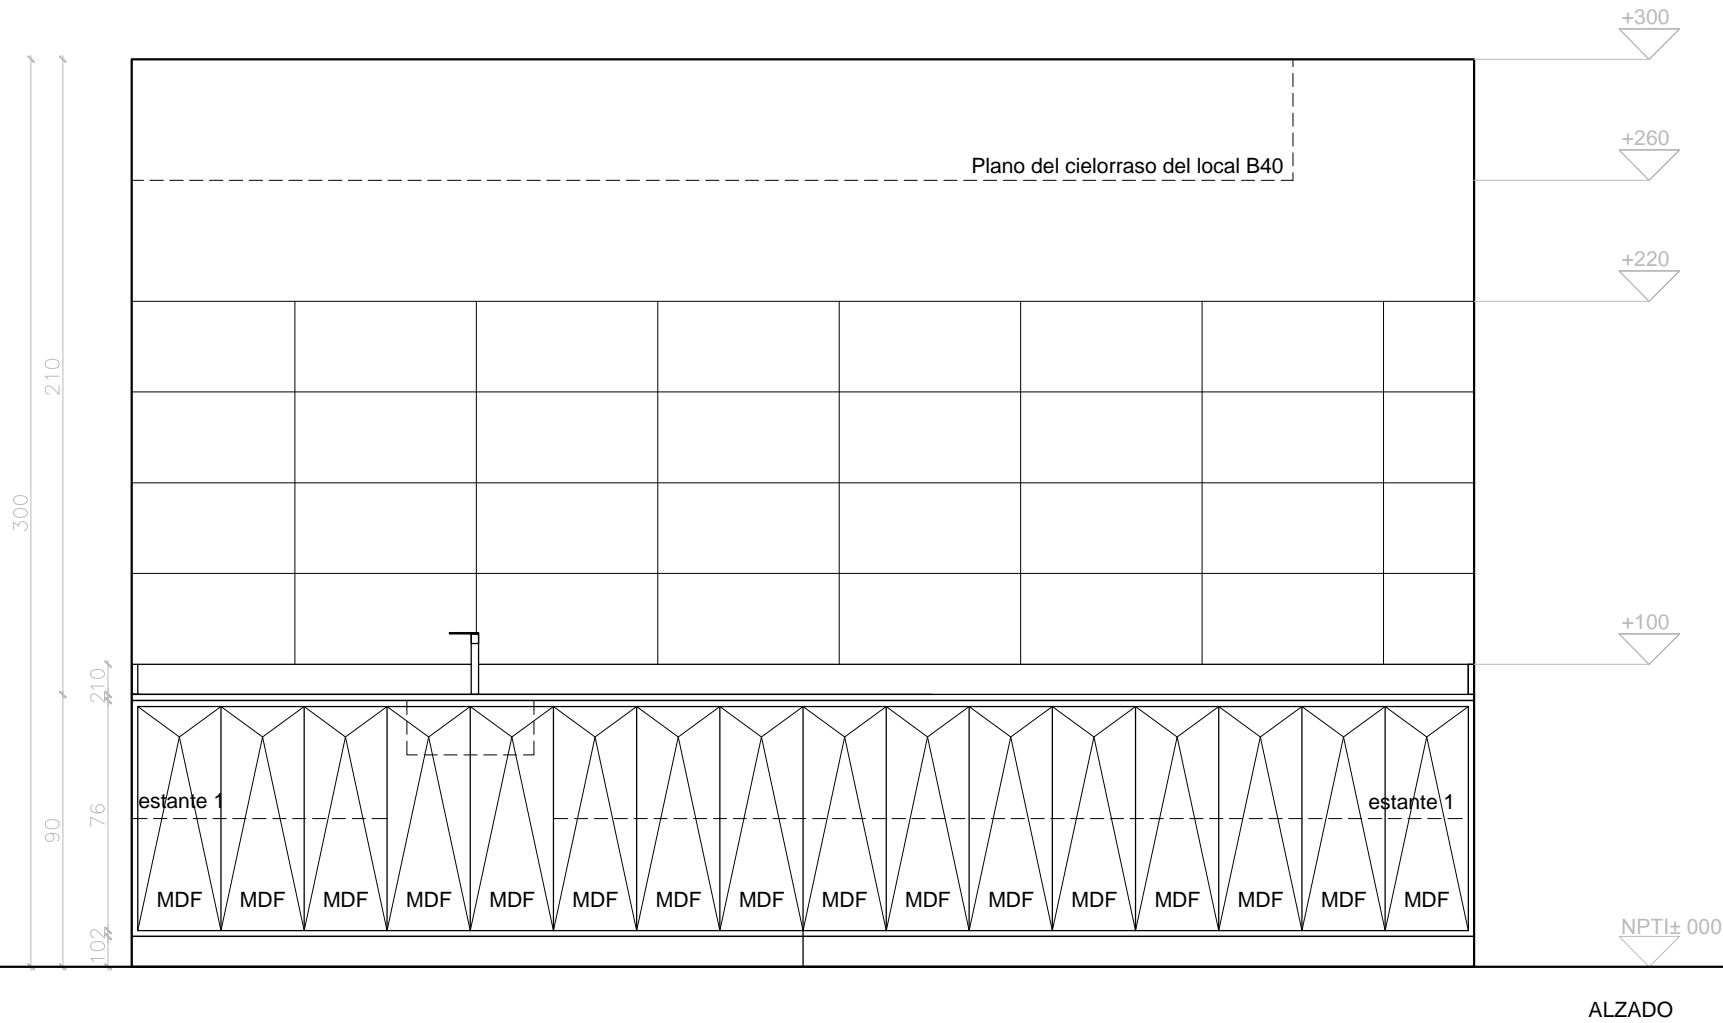 +300
+260
Plano del cielorraso del local B40
+220
210
300
+100
210
estante 1
estante 1
76
90
MDF MDF MDF MDF MDF MDF MDF MDF MDF MDF MDF MDF MDF MDF MDF MDF
102
NPTI± 000
ALZADO